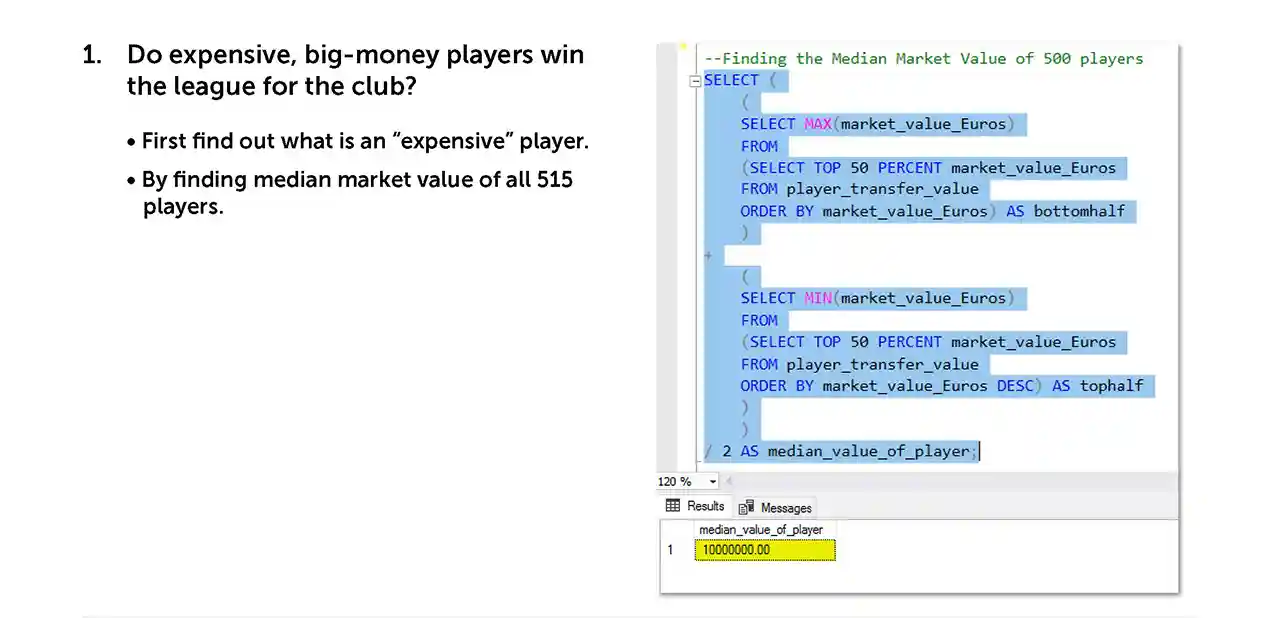 1. Do expensive, big-money players win
the league for the club?
• First find out what is an “expensive” player.
• By finding median market value of all 515
players.
--Finding the Median Market Value of 500 players
SELECT (
(
SELECT MAX(market_value_Euros)
FROM
(SELECT TOP 50 PERCENT market_value_Euros
FROM player_transfer_value
ORDER BY market_value_Euros) AS bottomhalf
)
+
(
SELECT MIN(market_value_Euros)
FROM
(SELECT TOP 50 PERCENT market_value_Euros
FROM player_transfer_value
ORDER BY market_value_Euros DESC) AS tophalf
)
)
/ 2 AS median_value_of_player;
120 %
Results Messages
median_value_of_player
1 10000000.00